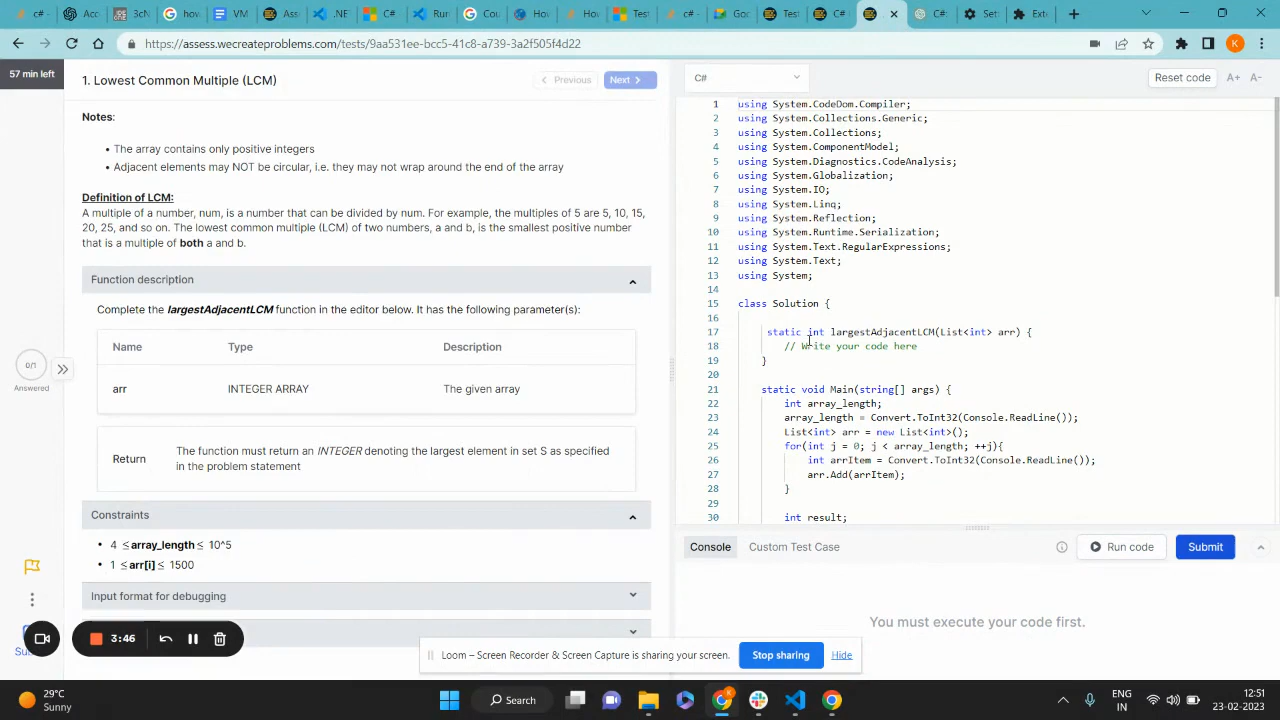 .NE
C#
Run
Cou
Test
C#
https://assess.wecreateproblems.com/tests/9aa531ee-bcc5-41c8-a739-3a2f505f4d22
K
57 min left
1. Lowest Common Multiple (LCM)
Previous
Next
C#
Reset code
A+
A-
Notes:
• The array contains only positive integers
• Adjacent elements may NOT be circular, i.e. they may not wrap around the end of the array
Definition of LCM:
A multiple of a number, num, is a number that can be divided by num. For example, the multiples of 5 are 5, 10, 15,
20, 25, and so on. The lowest common multiple (LCM) of two numbers, a and b, is the smallest positive number
that is a multiple of both a and b.
Function description
Complete the largestAdjacentLCM function in the editor below. It has the following parameter(s):
Name Type Description
arr INTEGER ARRAY The given array
Return
The function must return an INTEGER denoting the largest element in set S as specified
in the problem statement
Constraints
• 4 ≤ array_length ≤ 10^5
• 1 ≤ arr[i] ≤ 1500
Input format for debugging
0/1
Answered
3:46
1 using System.CodeDom.Compiler;
2 using System.Collections.Generic;
3 using System.Collections;
4 using System.ComponentModel;
5 using System.Diagnostics.CodeAnalysis;
6 using System.Globalization;
7 using System.IO;
8 using System.Linq;
9 using System.Reflection;
10 using System.Runtime.Serialization;
11 using System.Text.RegularExpressions;
12 using System.Text;
13 using System;
14
15 class Solution {
16
17 static int largestAdjacentLCM(List<int> arr) {
18 // Write your code here
19 }
20
21 static void Main(string[] args) {
22 int array_length;
23 array_length = Convert.ToInt32(Console.ReadLine());
24 List<int> arr = new List<int>();
25 for(int j = 0; j < array_length; ++j){
26 int arrItem = Convert.ToInt32(Console.ReadLine());
27 arr.Add(arrItem);
28 }
29
30 int result;
Console
Custom Test Case
Run code
Submit
You must execute your code first.
Loom – Screen Recorder & Screen Capture is sharing your screen.
Stop sharing
Hide
29°C
Sunny
Search
ENG
IN
12:51
23-02-2023